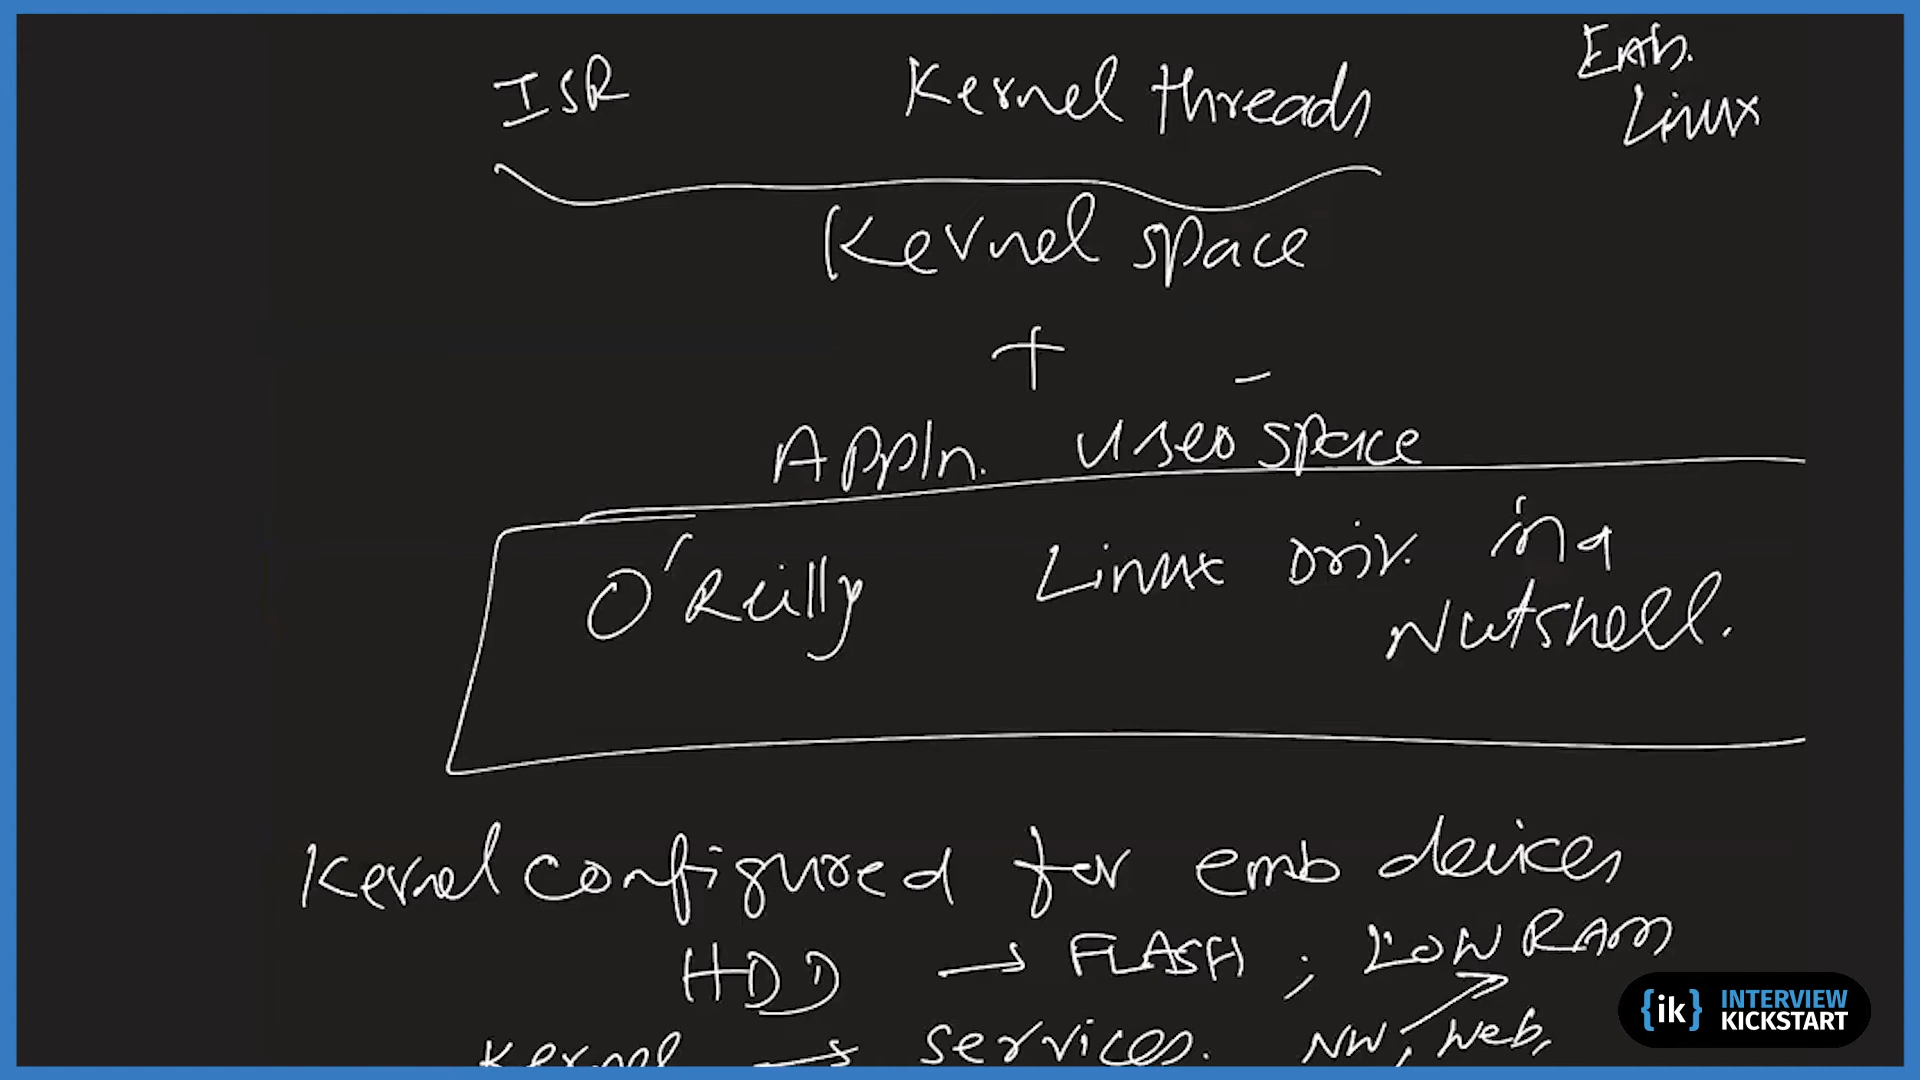 ISR Kernel threads Emb.
Linux
Kernel space
+
Appln. user space
O'Reilly Linux Driv. in a
Nutshell.
Kernel configured for emb devices
HDD → FLASH ; LOW RAM
Kernel → services. NW, Web,
{ik} INTERVIEW
KICKSTART